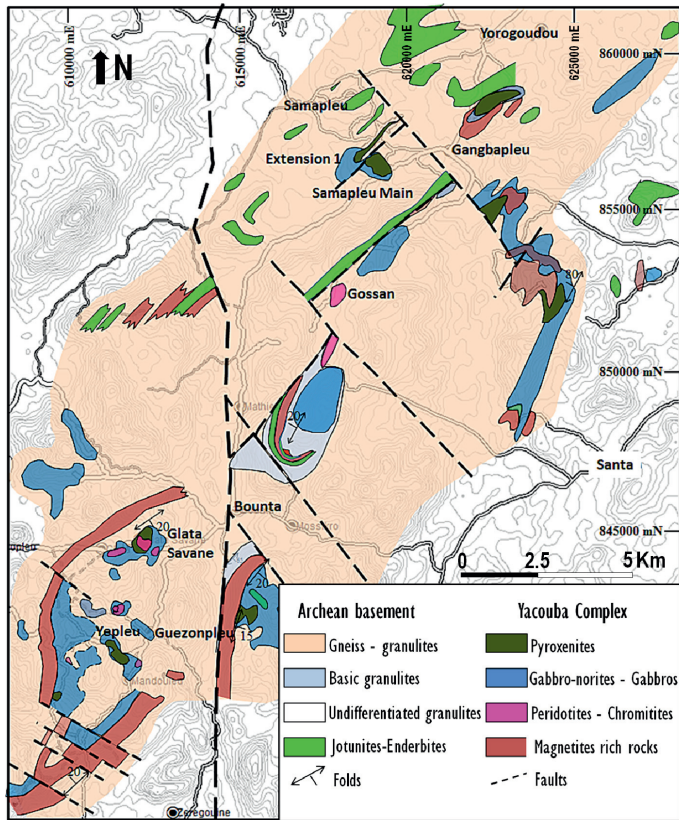 610000 mE
615000 mE
620000 mE
625000 mE
Yorogoudou
860000 mN
N
Samapleu
Extension 1
Gangbapleu
Samapleu Main
855000 mN
80
Gossan
850000 mN
20
Santa
Bounta
845000 mN
20
Glata
Savane
0 2.5 5 Km
20
Yepleu
Guezonpleu
15
Mandoureu
20
Zeregouine
Archean basement
Yacouba Complex
Gneiss - granulites
Pyroxenites
Basic granulites
Gabbro-norites - Gabbros
Undifferentiated granulites
Peridotites - Chromitites
Jotunites-Enderbites
Magnetites rich rocks
Folds
Faults